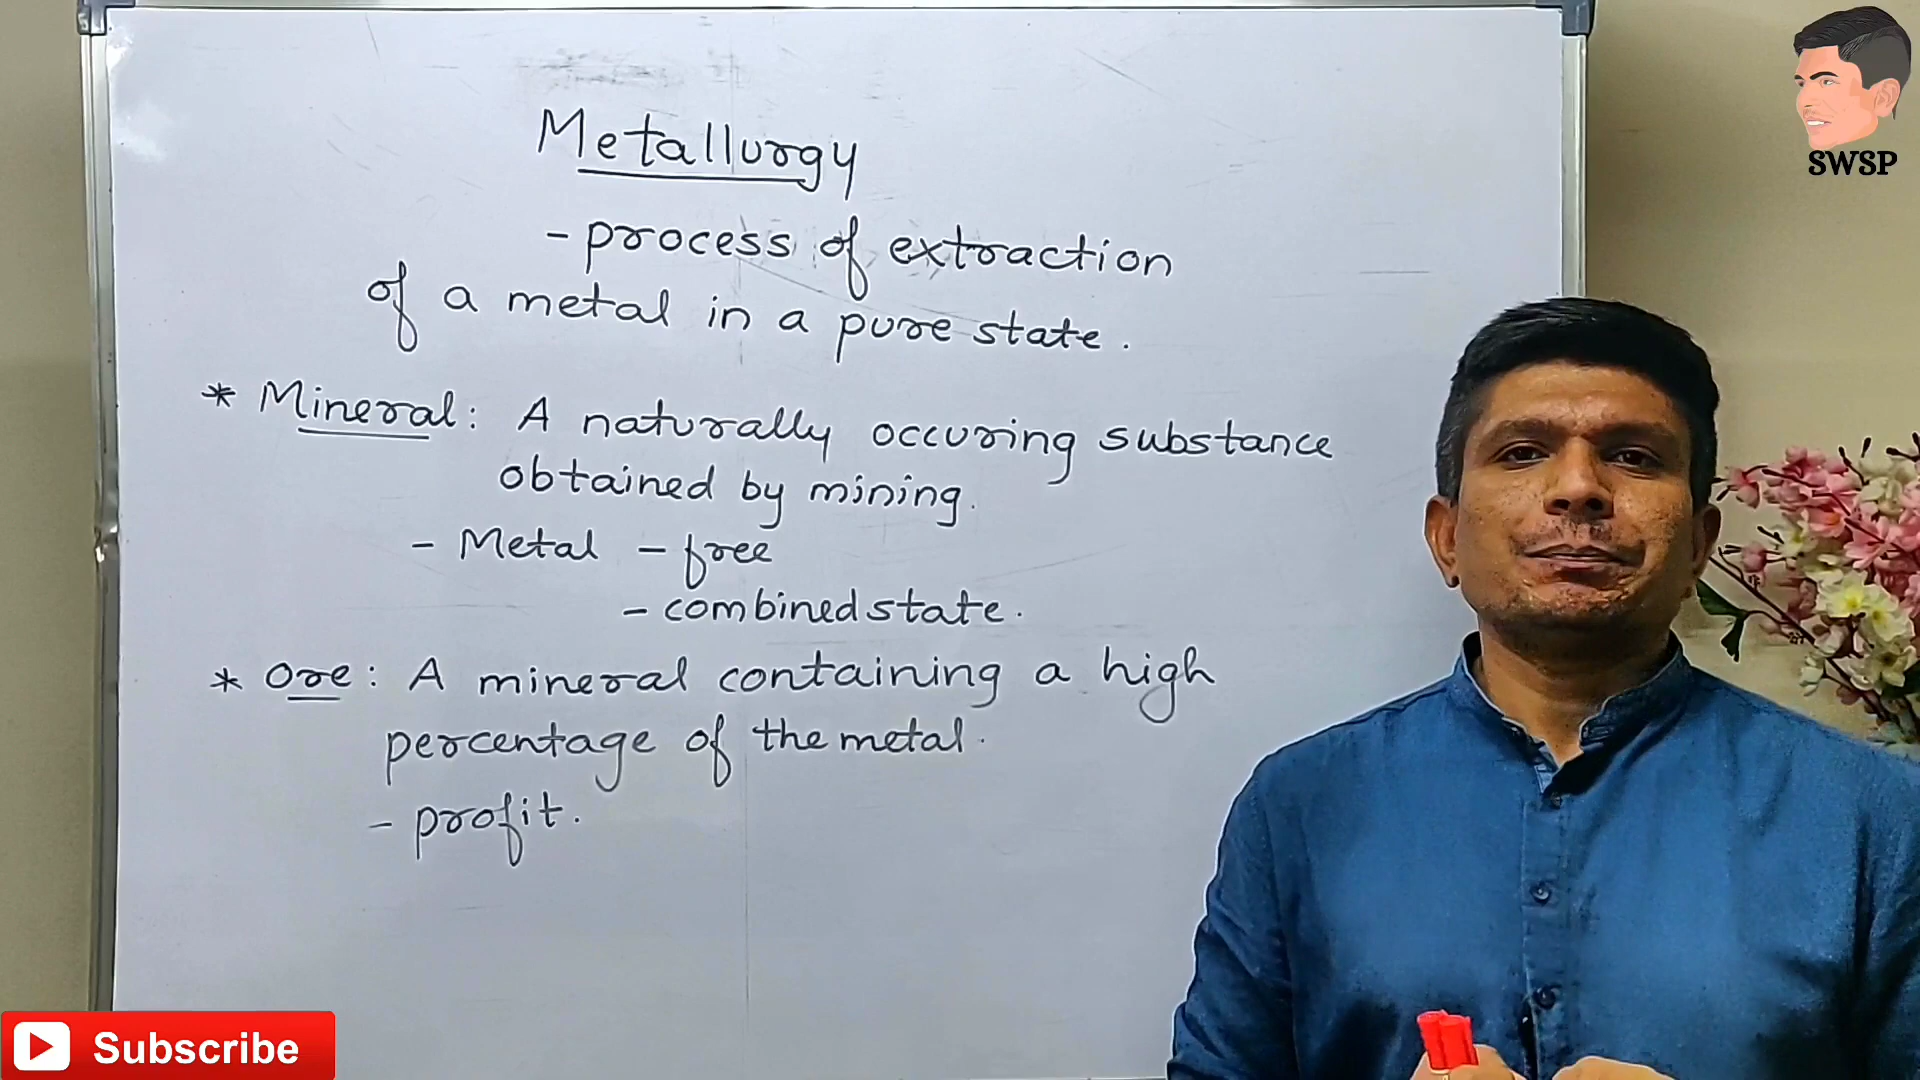 Metallurgy
- process of extraction
of a metal in a pure state.
* Mineral: A naturally occuring substance
obtained by mining.
- Metal - free
- combined state.
* Ore: A mineral containing a high
percentage of the metal.
- profit.
SWSP
Subscribe